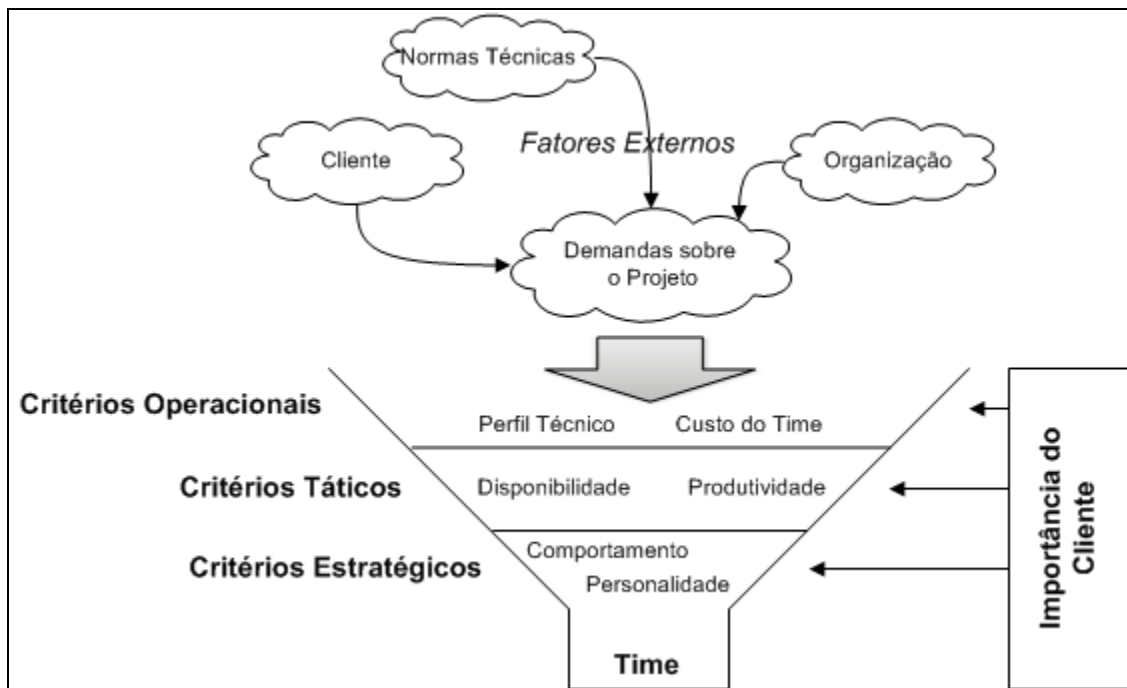 Normas Técnicas
Fatores Externos
Cliente
Organização
Demandas sobre
o Projeto
Critérios Operacionais
Perfil Técnico
Custo do Time
Critérios Táticos
Disponibilidade
Produtividade
Critérios Estratégicos
Comportamento
Personalidade
Time
Importância do
Cliente